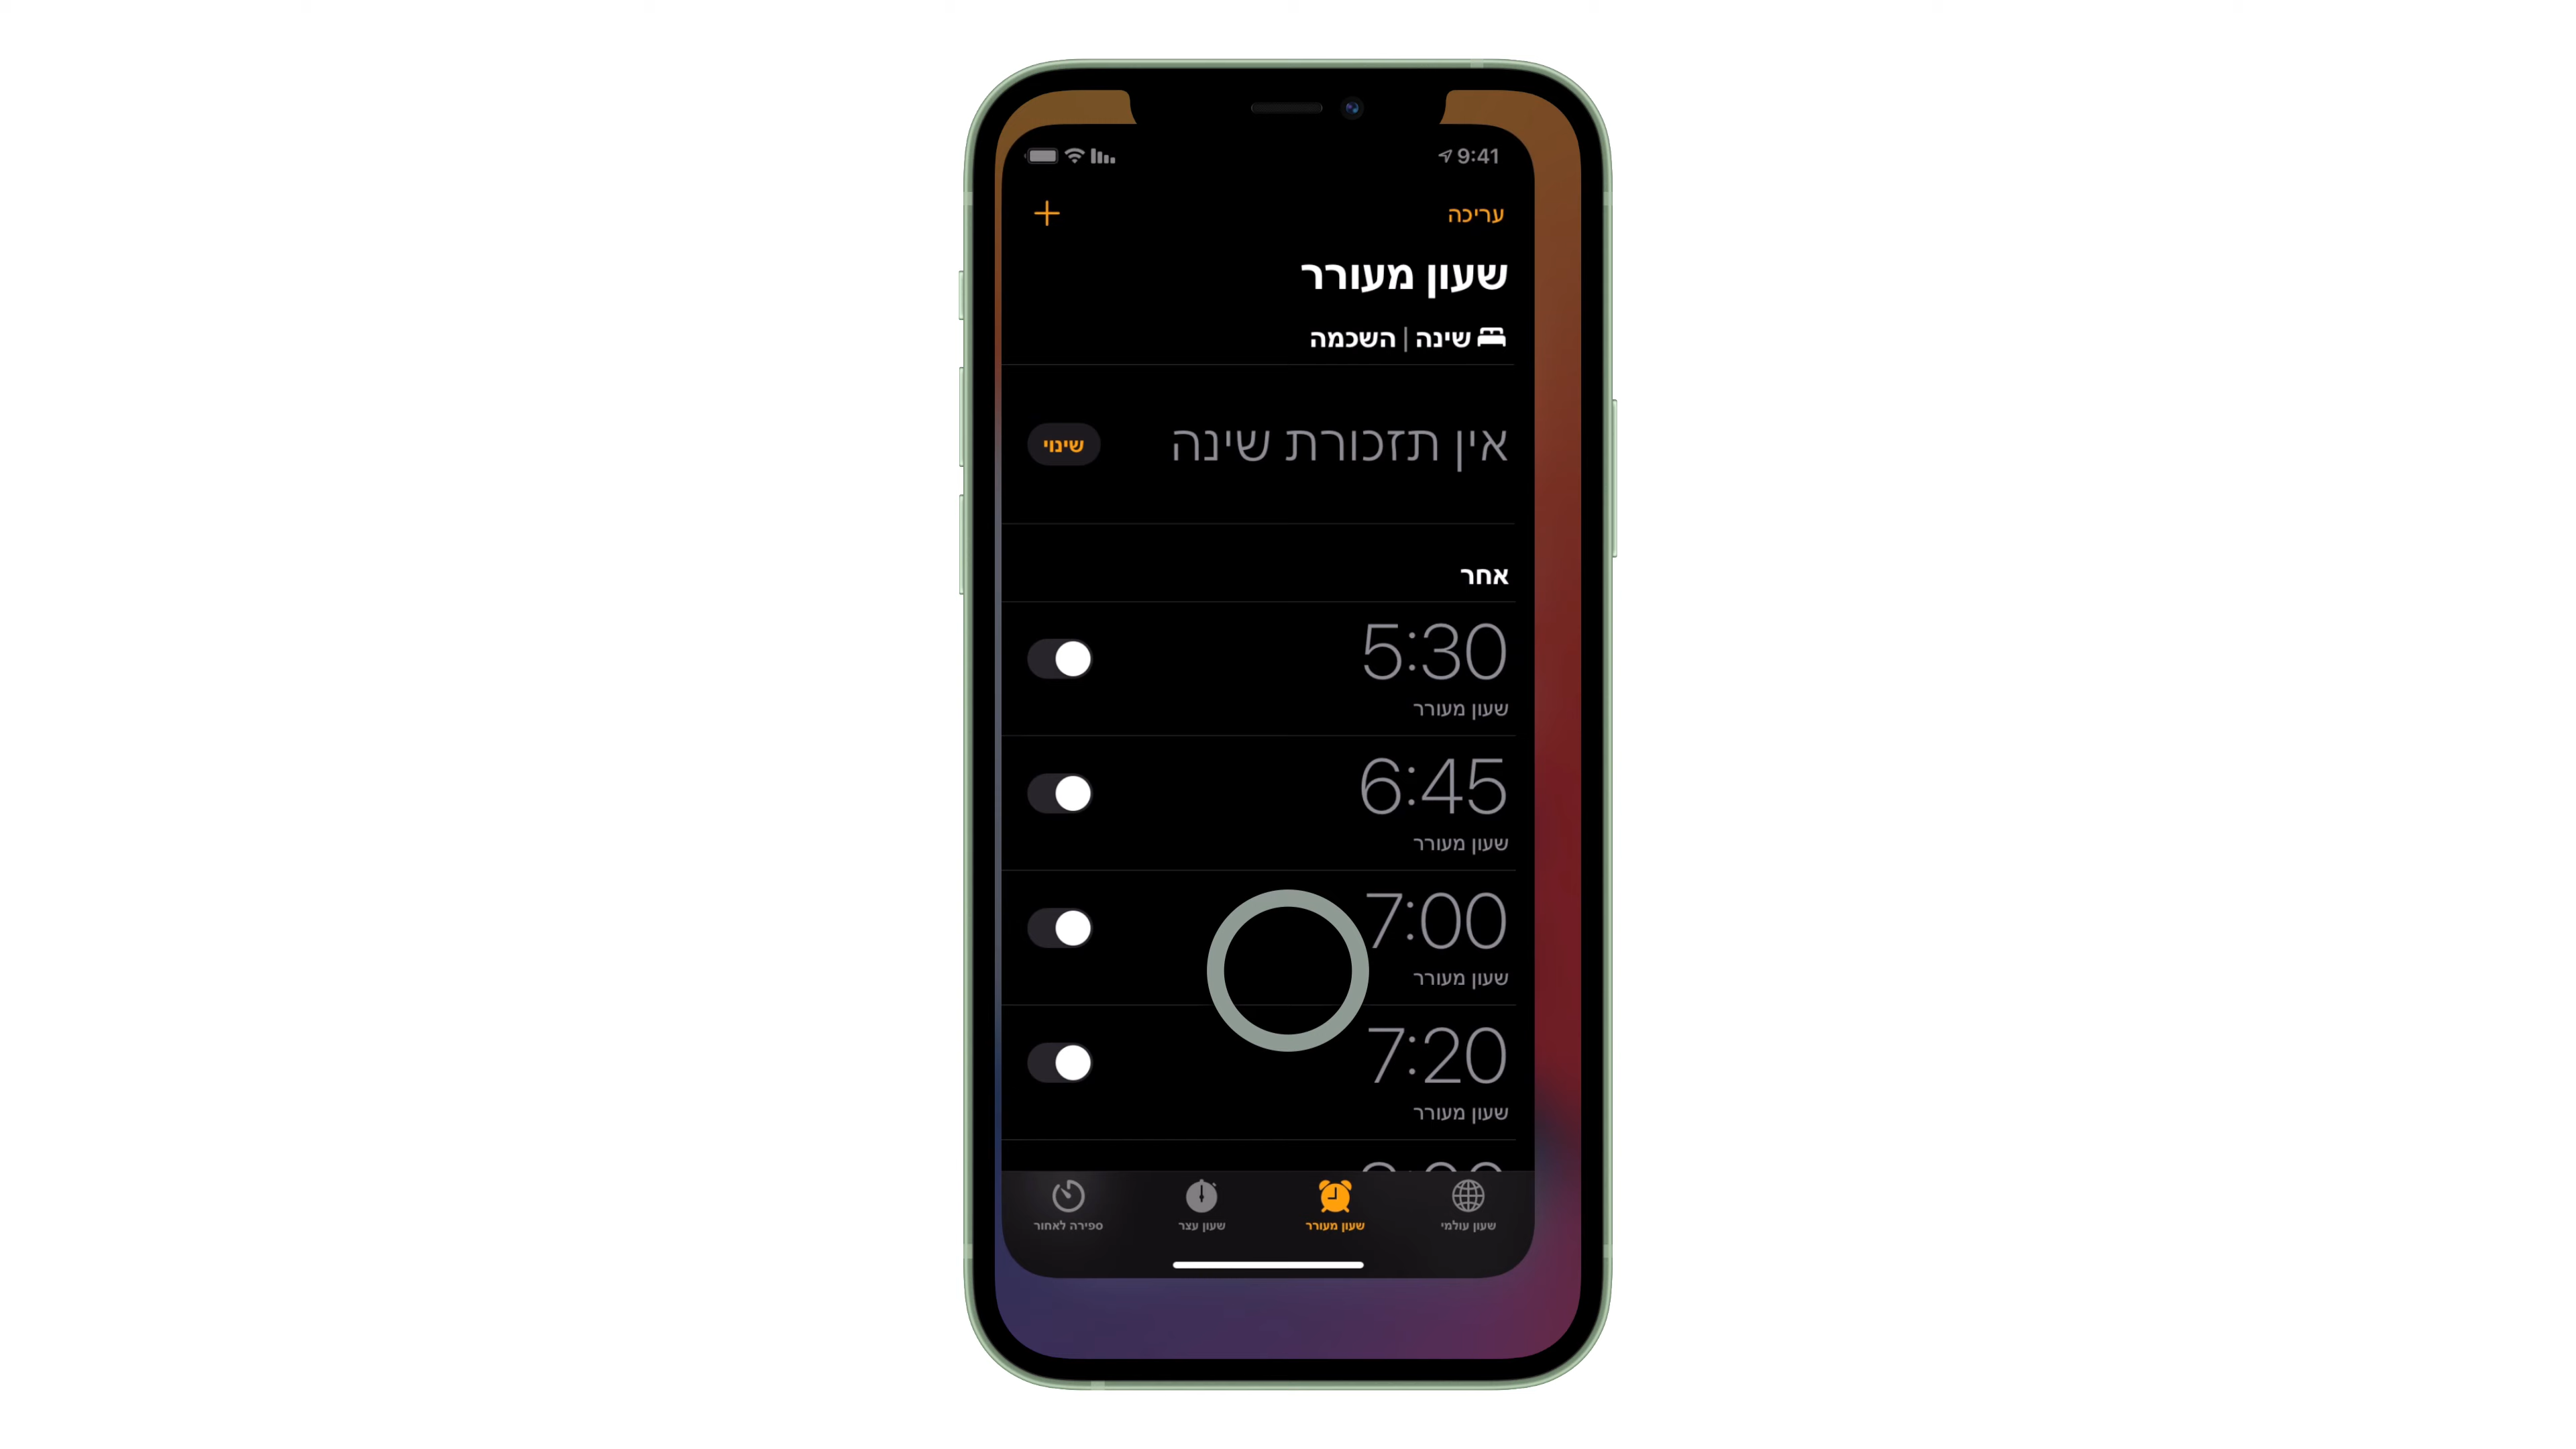 9:41
עריכה
שעון מעורר
שינה | השכמה
אין תזכורת שינה
שינוי
אחר
5:30
שעון מעורר
6:45
שעון מעורר
7:00
שעון מעורר
7:20
שעון מעורר
שעון עולמי
שעון מעורר
שעון עצר
ספירה לאחור